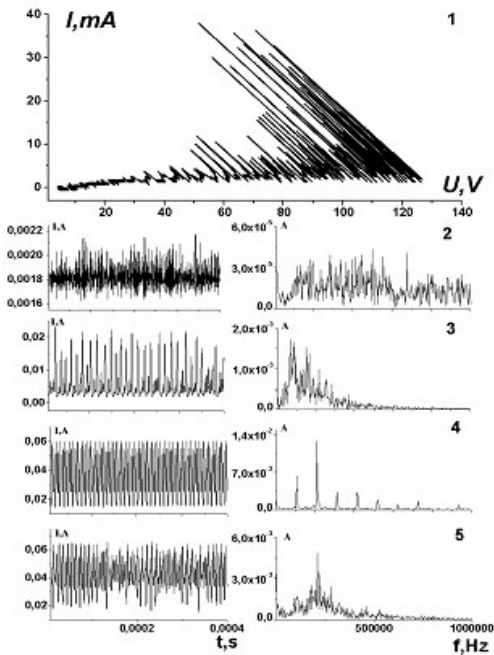 I,mA 1
40
30
20
10
0
20 40 60 80 100 120 140
U,V
I,A
0,0022
0,0020
0,0018
0,0016
A 2
6,0x10⁻⁵
3,0x10⁻⁵
0,0
I,A
0,02
0,01
0,00
A 3
2,0x10⁻³
1,0x10⁻³
0,0
I,A
0,06
0,04
0,02
A 4
1,4x10⁻²
7,0x10⁻³
0,0
I,A
0,06
0,04
0,02
A 5
6,0x10⁻³
3,0x10⁻³
0,0
0,0002 0,0004
t,s
500000 1000000
f,Hz